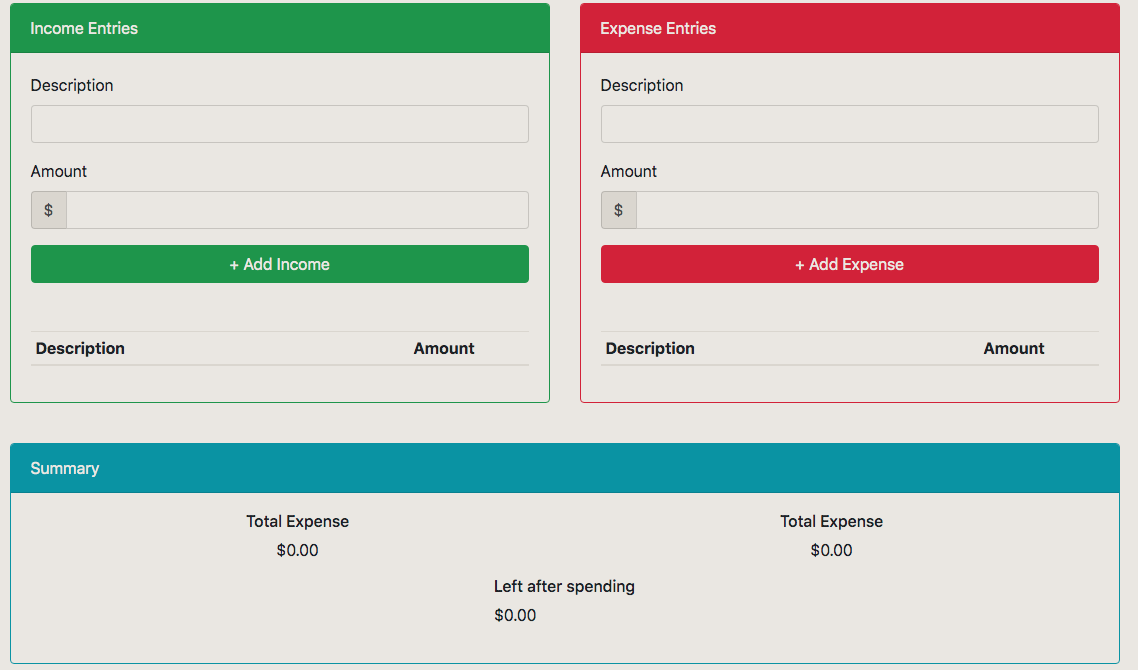 Income Entries
Description
Amount
$
+ Add Income
Description Amount
Expense Entries
Description
Amount
$
+ Add Expense
Description Amount
Summary
Total Expense
$0.00
Total Expense
$0.00
Left after spending
$0.00